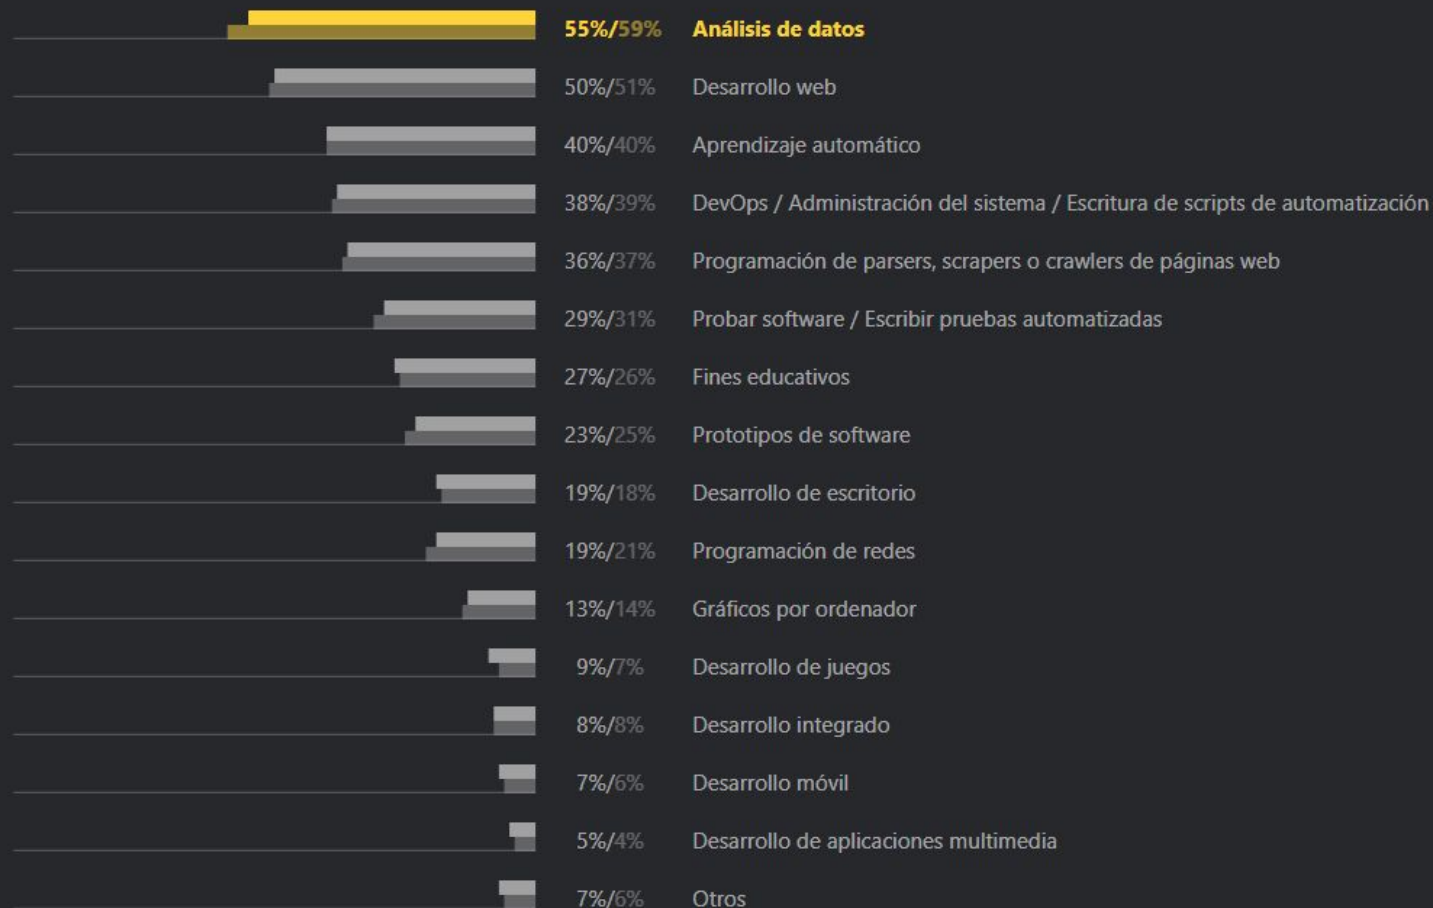 55%/59% Análisis de datos
50%/51% Desarrollo web
40%/40% Aprendizaje automático
38%/39% DevOps / Administración del sistema / Escritura de scripts de automatización
36%/37% Programación de parsers, scrapers o crawlers de páginas web
29%/31% Probar software / Escribir pruebas automatizadas
27%/26% Fines educativos
23%/25% Prototipos de software
19%/18% Desarrollo de escritorio
19%/21% Programación de redes
13%/14% Gráficos por ordenador
9%/7% Desarrollo de juegos
8%/8% Desarrollo integrado
7%/6% Desarrollo móvil
5%/4% Desarrollo de aplicaciones multimedia
7%/6% Otros